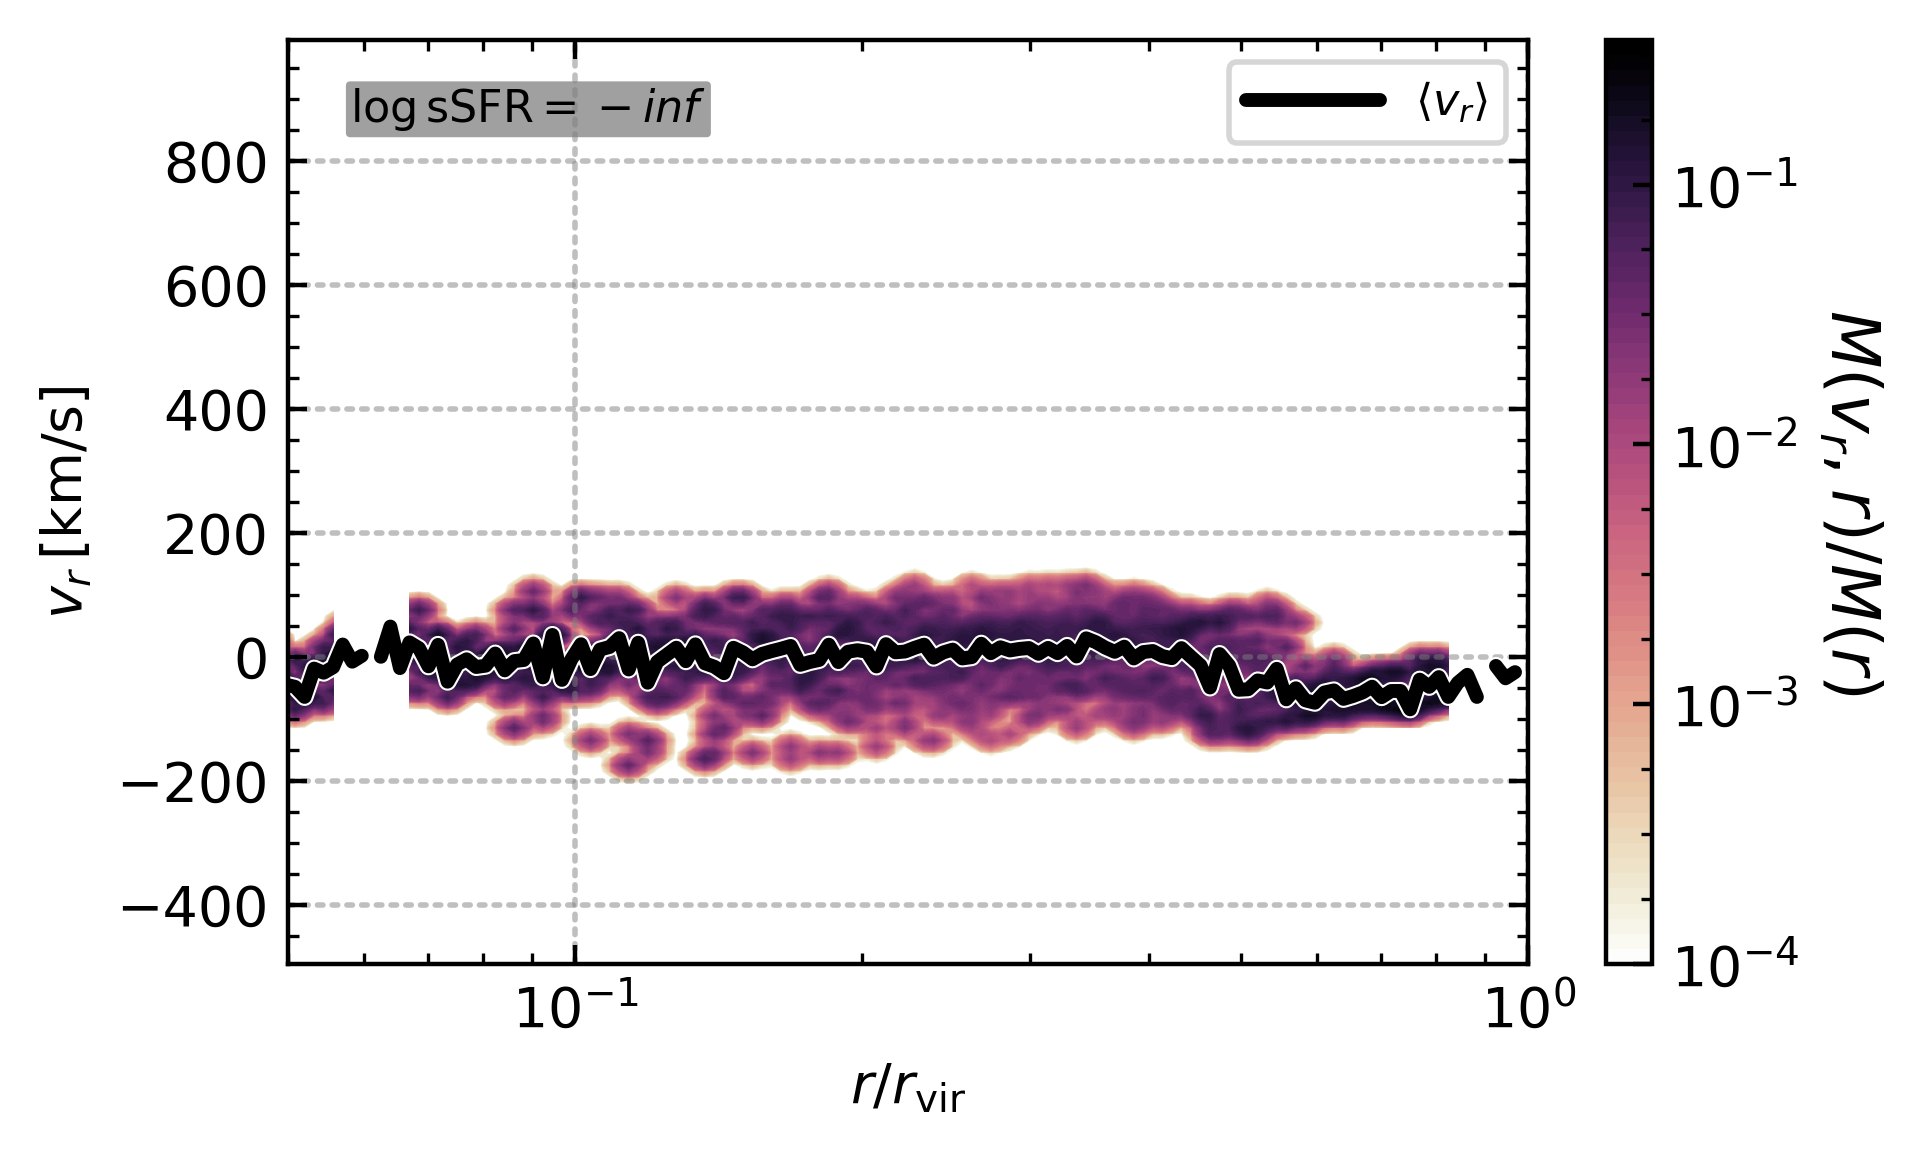 log sSFR = −inf
⟨v_r⟩
800
600
400
200
0
−200
−400
v_r [km/s]
10^{−1}
10^0
r/r_vir
10^{−1}
10^{−2}
10^{−3}
10^{−4}
M(v_r, r)/M(r)